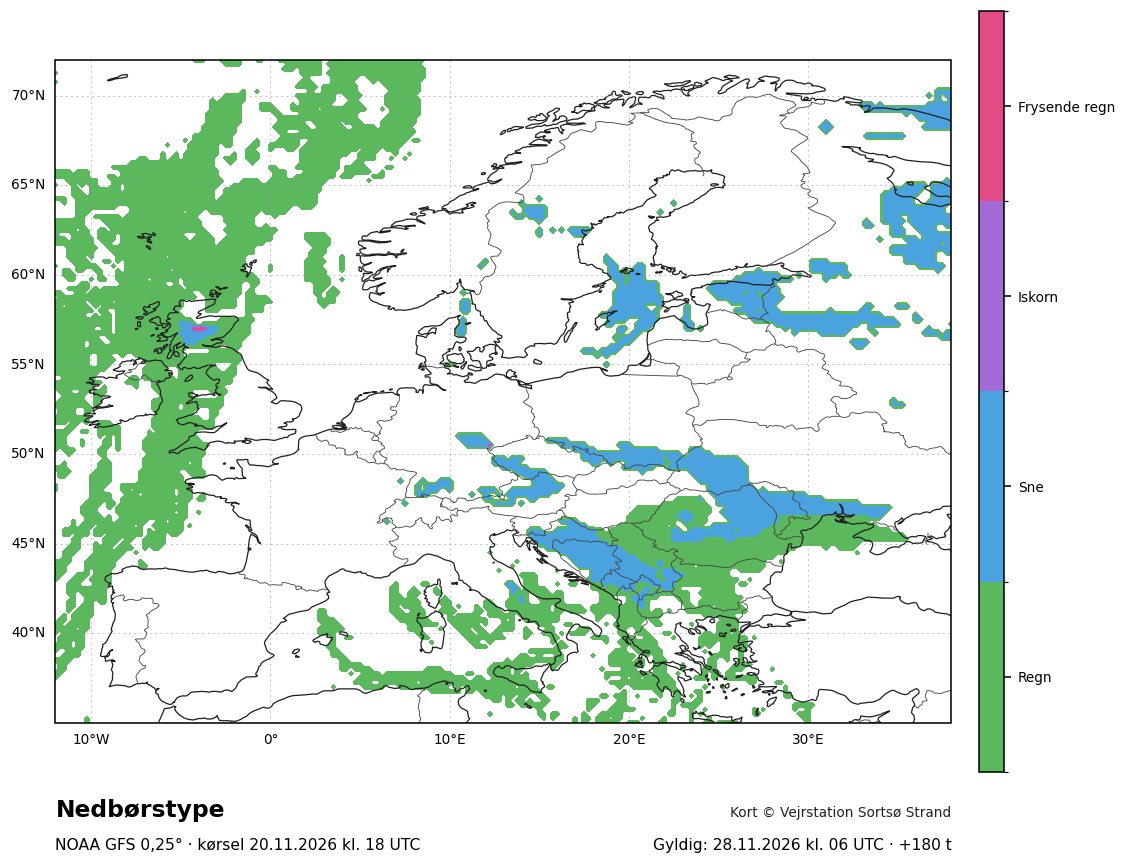 70°N
65°N
60°N
55°N
50°N
45°N
40°N
10°W
0°
10°E
20°E
30°E
Frysende regn
Iskorn
Sne
Regn
Nedbørstype
Kort © Vejrstation Sortsø Strand
NOAA GFS 0,25° · kørsel 20.11.2026 kl. 18 UTC
Gyldig: 28.11.2026 kl. 06 UTC · +180 t